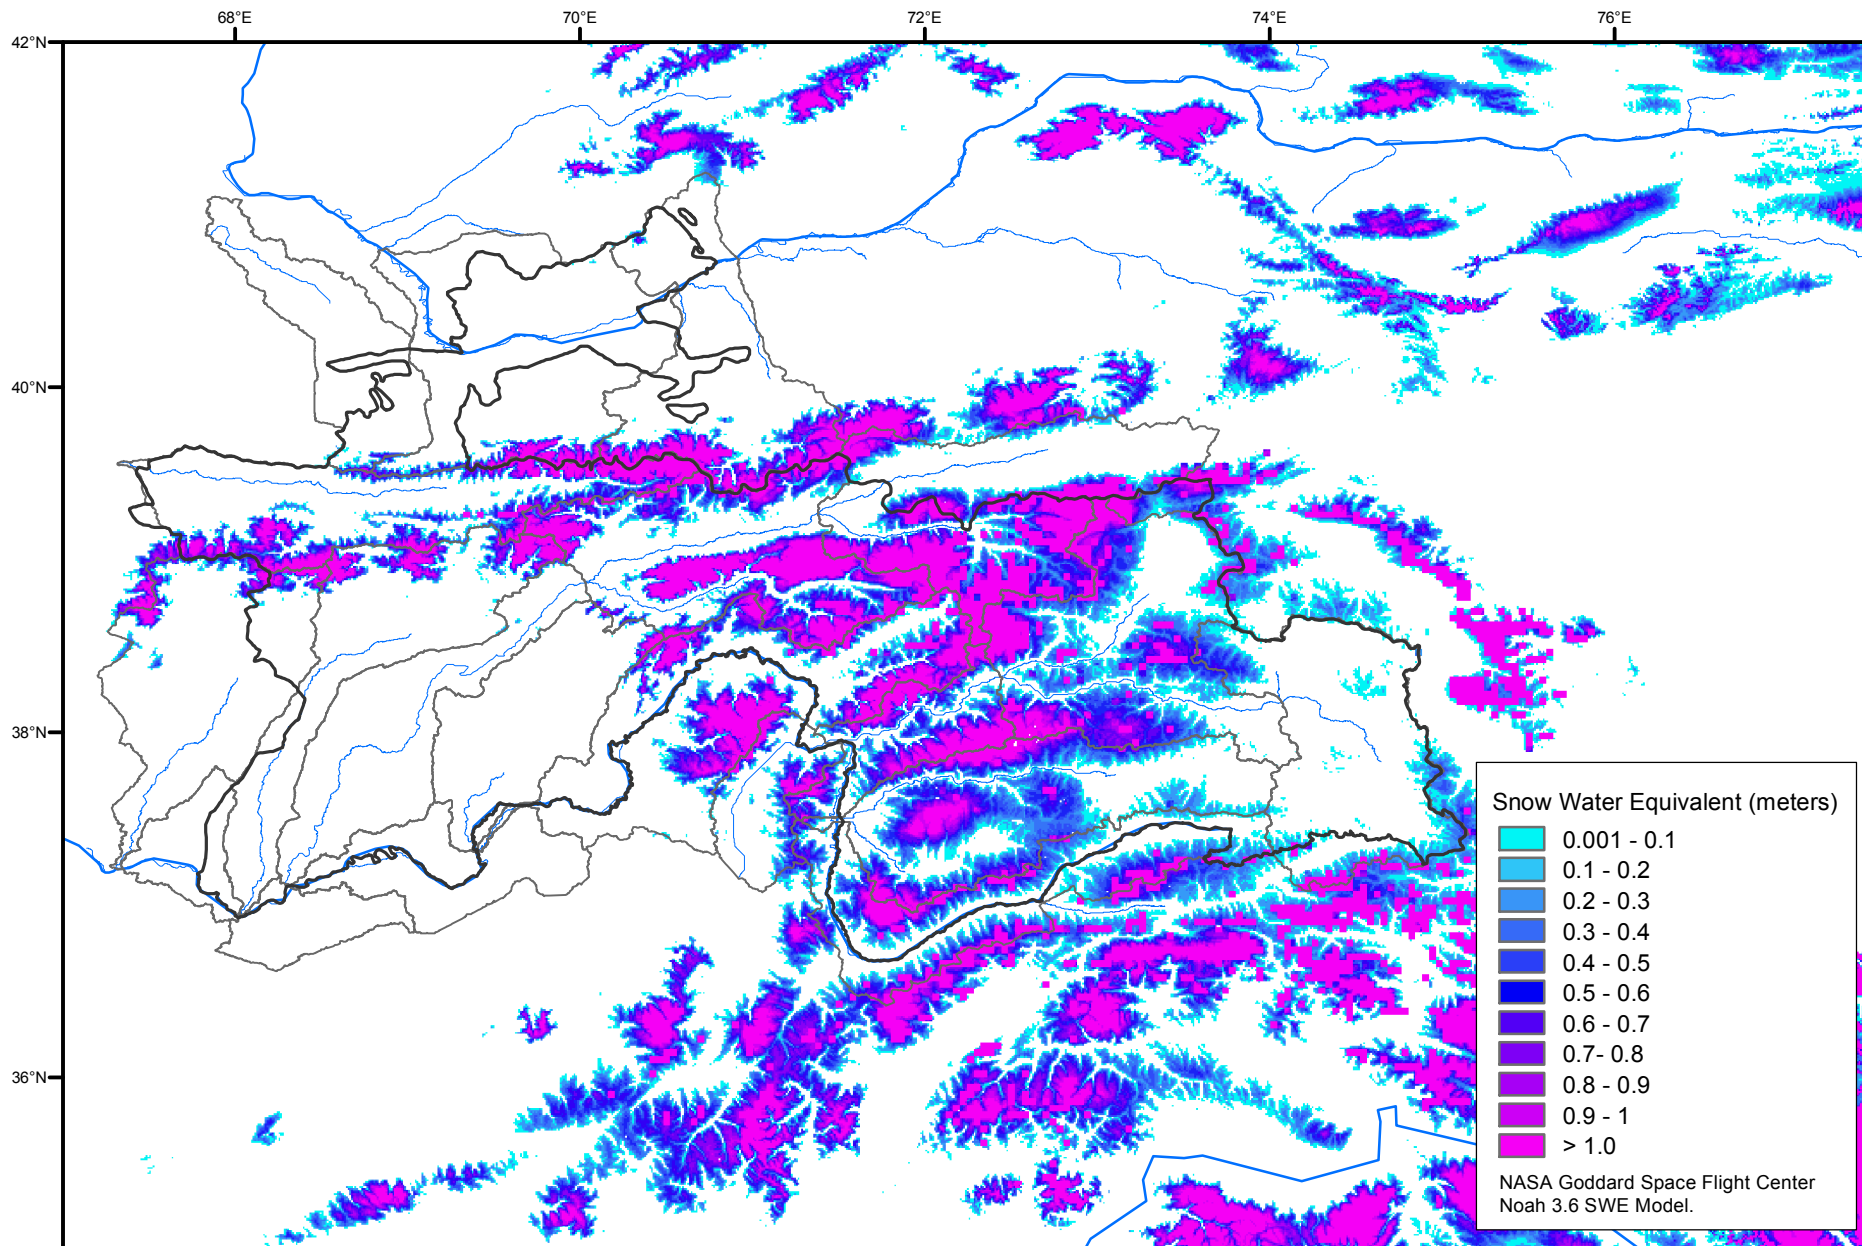 68°E
70°E
72°E
74°E
76°E
42°N
40°N
38°N
36°N
Snow Water Equivalent (meters)
0.001 - 0.1
0.1 - 0.2
0.2 - 0.3
0.3 - 0.4
0.4 - 0.5
0.5 - 0.6
0.6 - 0.7
0.7- 0.8
0.8 - 0.9
0.9 - 1
> 1.0
NASA Goddard Space Flight Center
Noah 3.6 SWE Model.